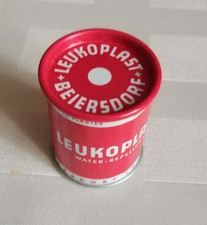 +LEUKOPLAST+
BEIERSDORF
LEUKOPLA
WATER-REPELLE